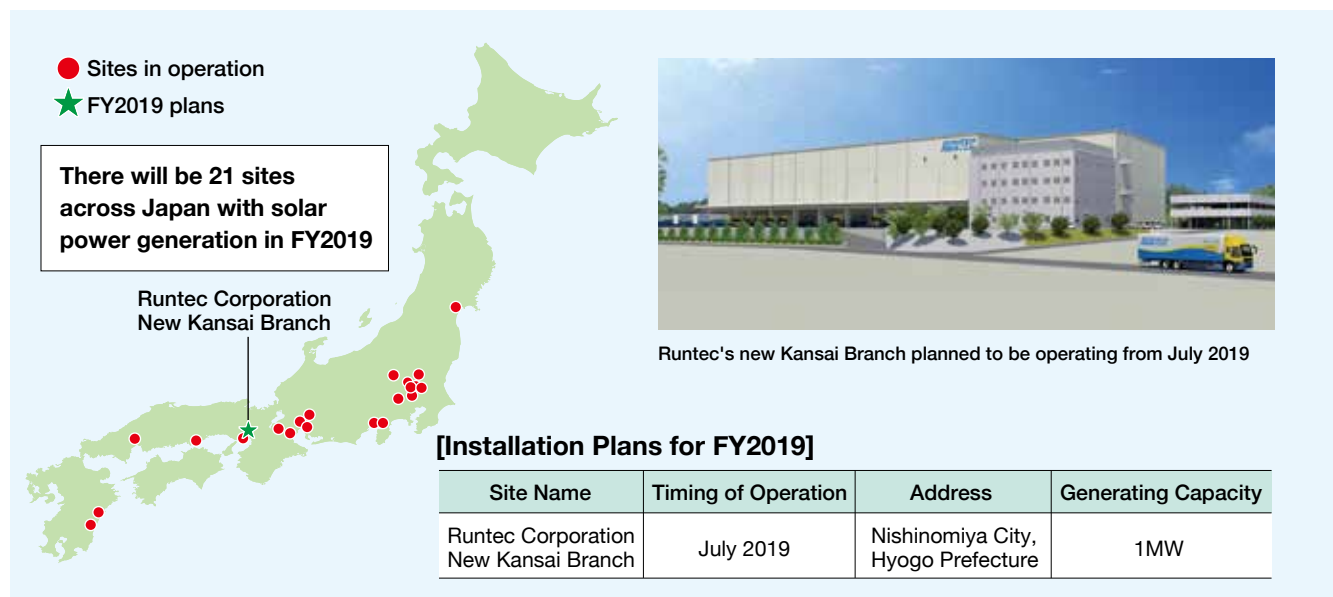 Sites in operation
FY2019 plans
There will be 21 sites
across Japan with solar
power generation in FY2019
Runtec Corporation
New Kansai Branch
Runtec's new Kansai Branch planned to be operating from July 2019
[Installation Plans for FY2019]
Site Name Timing of Operation Address Generating Capacity
Runtec Corporation
New Kansai Branch
July 2019
Nishinomiya City,
Hyogo Prefecture
1MW